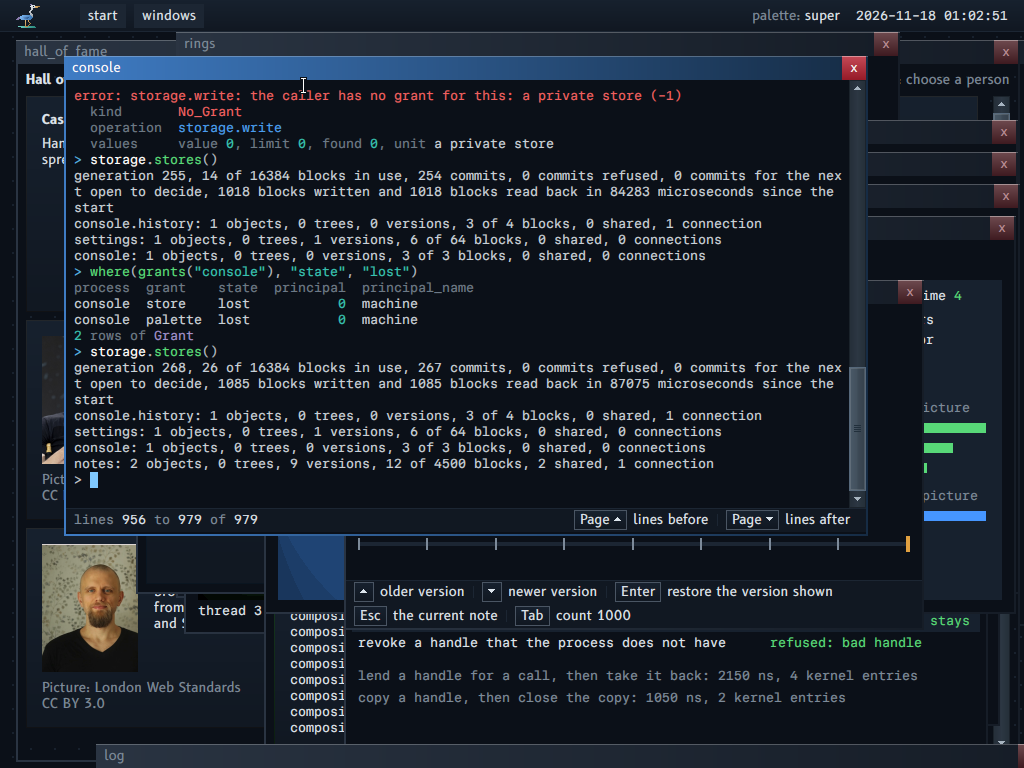 start windows palette: super 2026-11-18 01:02:51
rings x
hall_of_fame x
console x
Hall o
choose a person
Cas
Han
spre
error: storage.write: the caller has no grant for this: a private store (-1)
kind No_Grant
operation storage.write
values value 0, limit 0, found 0, unit a private store
> storage.stores()
generation 255, 14 of 16384 blocks in use, 254 commits, 0 commits refused, 0 commits for the nex
t open to decide, 1018 blocks written and 1018 blocks read back in 84283 microseconds since the
start
console.history: 1 objects, 0 trees, 0 versions, 3 of 4 blocks, 0 shared, 1 connection
settings: 1 objects, 0 trees, 1 versions, 6 of 64 blocks, 0 shared, 0 connections
console: 1 objects, 0 trees, 0 versions, 3 of 3 blocks, 0 shared, 0 connections
> where(grants("console"), "state", "lost")
process grant state principal principal_name
console store lost 0 machine
console palette lost 0 machine
2 rows of Grant
> storage.stores()
generation 268, 26 of 16384 blocks in use, 267 commits, 0 commits refused, 0 commits for the nex
t open to decide, 1085 blocks written and 1085 blocks read back in 87075 microseconds since the
start
console.history: 1 objects, 0 trees, 0 versions, 3 of 4 blocks, 0 shared, 1 connection
settings: 1 objects, 0 trees, 1 versions, 6 of 64 blocks, 0 shared, 0 connections
console: 1 objects, 0 trees, 0 versions, 3 of 3 blocks, 0 shared, 0 connections
notes: 2 objects, 0 trees, 9 versions, 12 of 4500 blocks, 2 shared, 1 connection
>
lines 956 to 979 of 979 Page lines before Page lines after
x
x
x
x
x
ime 4
rs
or
icture
picture
Pict
CC
older version newer version Enter restore the version shown
Esc the current note Tab count 1000
from
and S
thread 3
composi
composi
composi
composi
composi
composi
composi
composi
stays
revoke a handle that the process does not have refused: bad handle
lend a handle for a call, then take it back: 2150 ns, 4 kernel entries
copy a handle, then close the copy: 1050 ns, 2 kernel entries
Picture: London Web Standards
CC BY 3.0
log